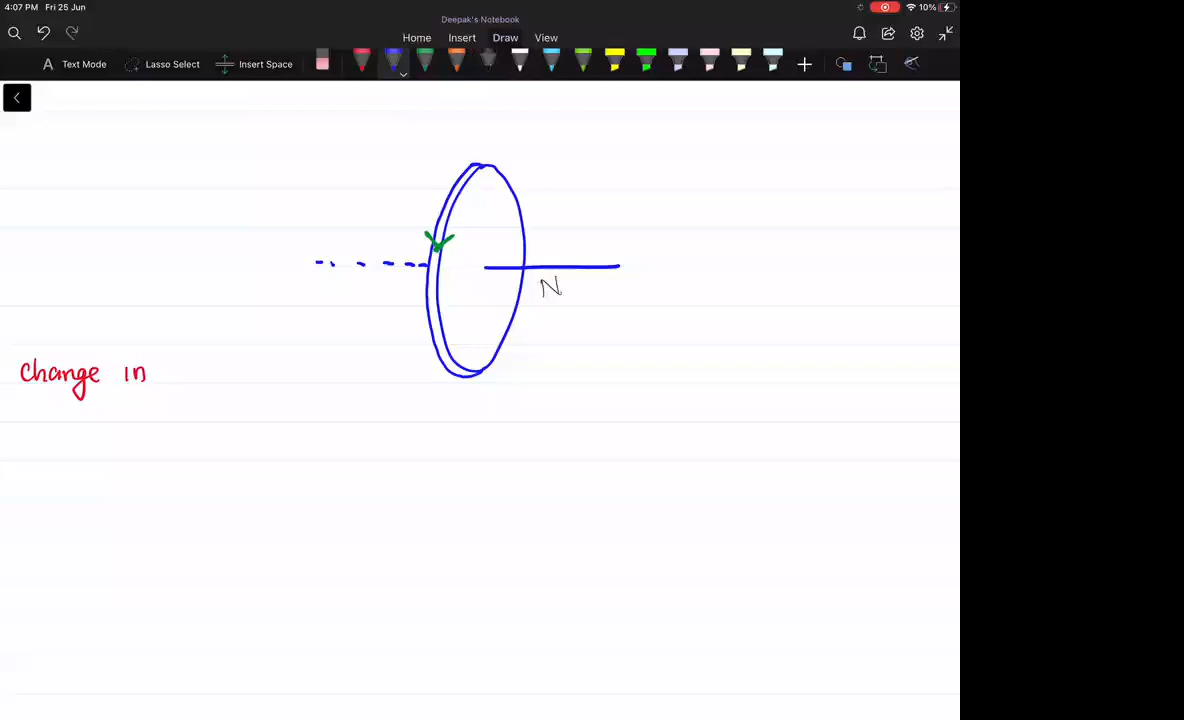 4:07 PM Fri 25 Jun
10%
Deepak's Notebook
Home Insert Draw View
A Text Mode Lasso Select Insert Space
N
Change in